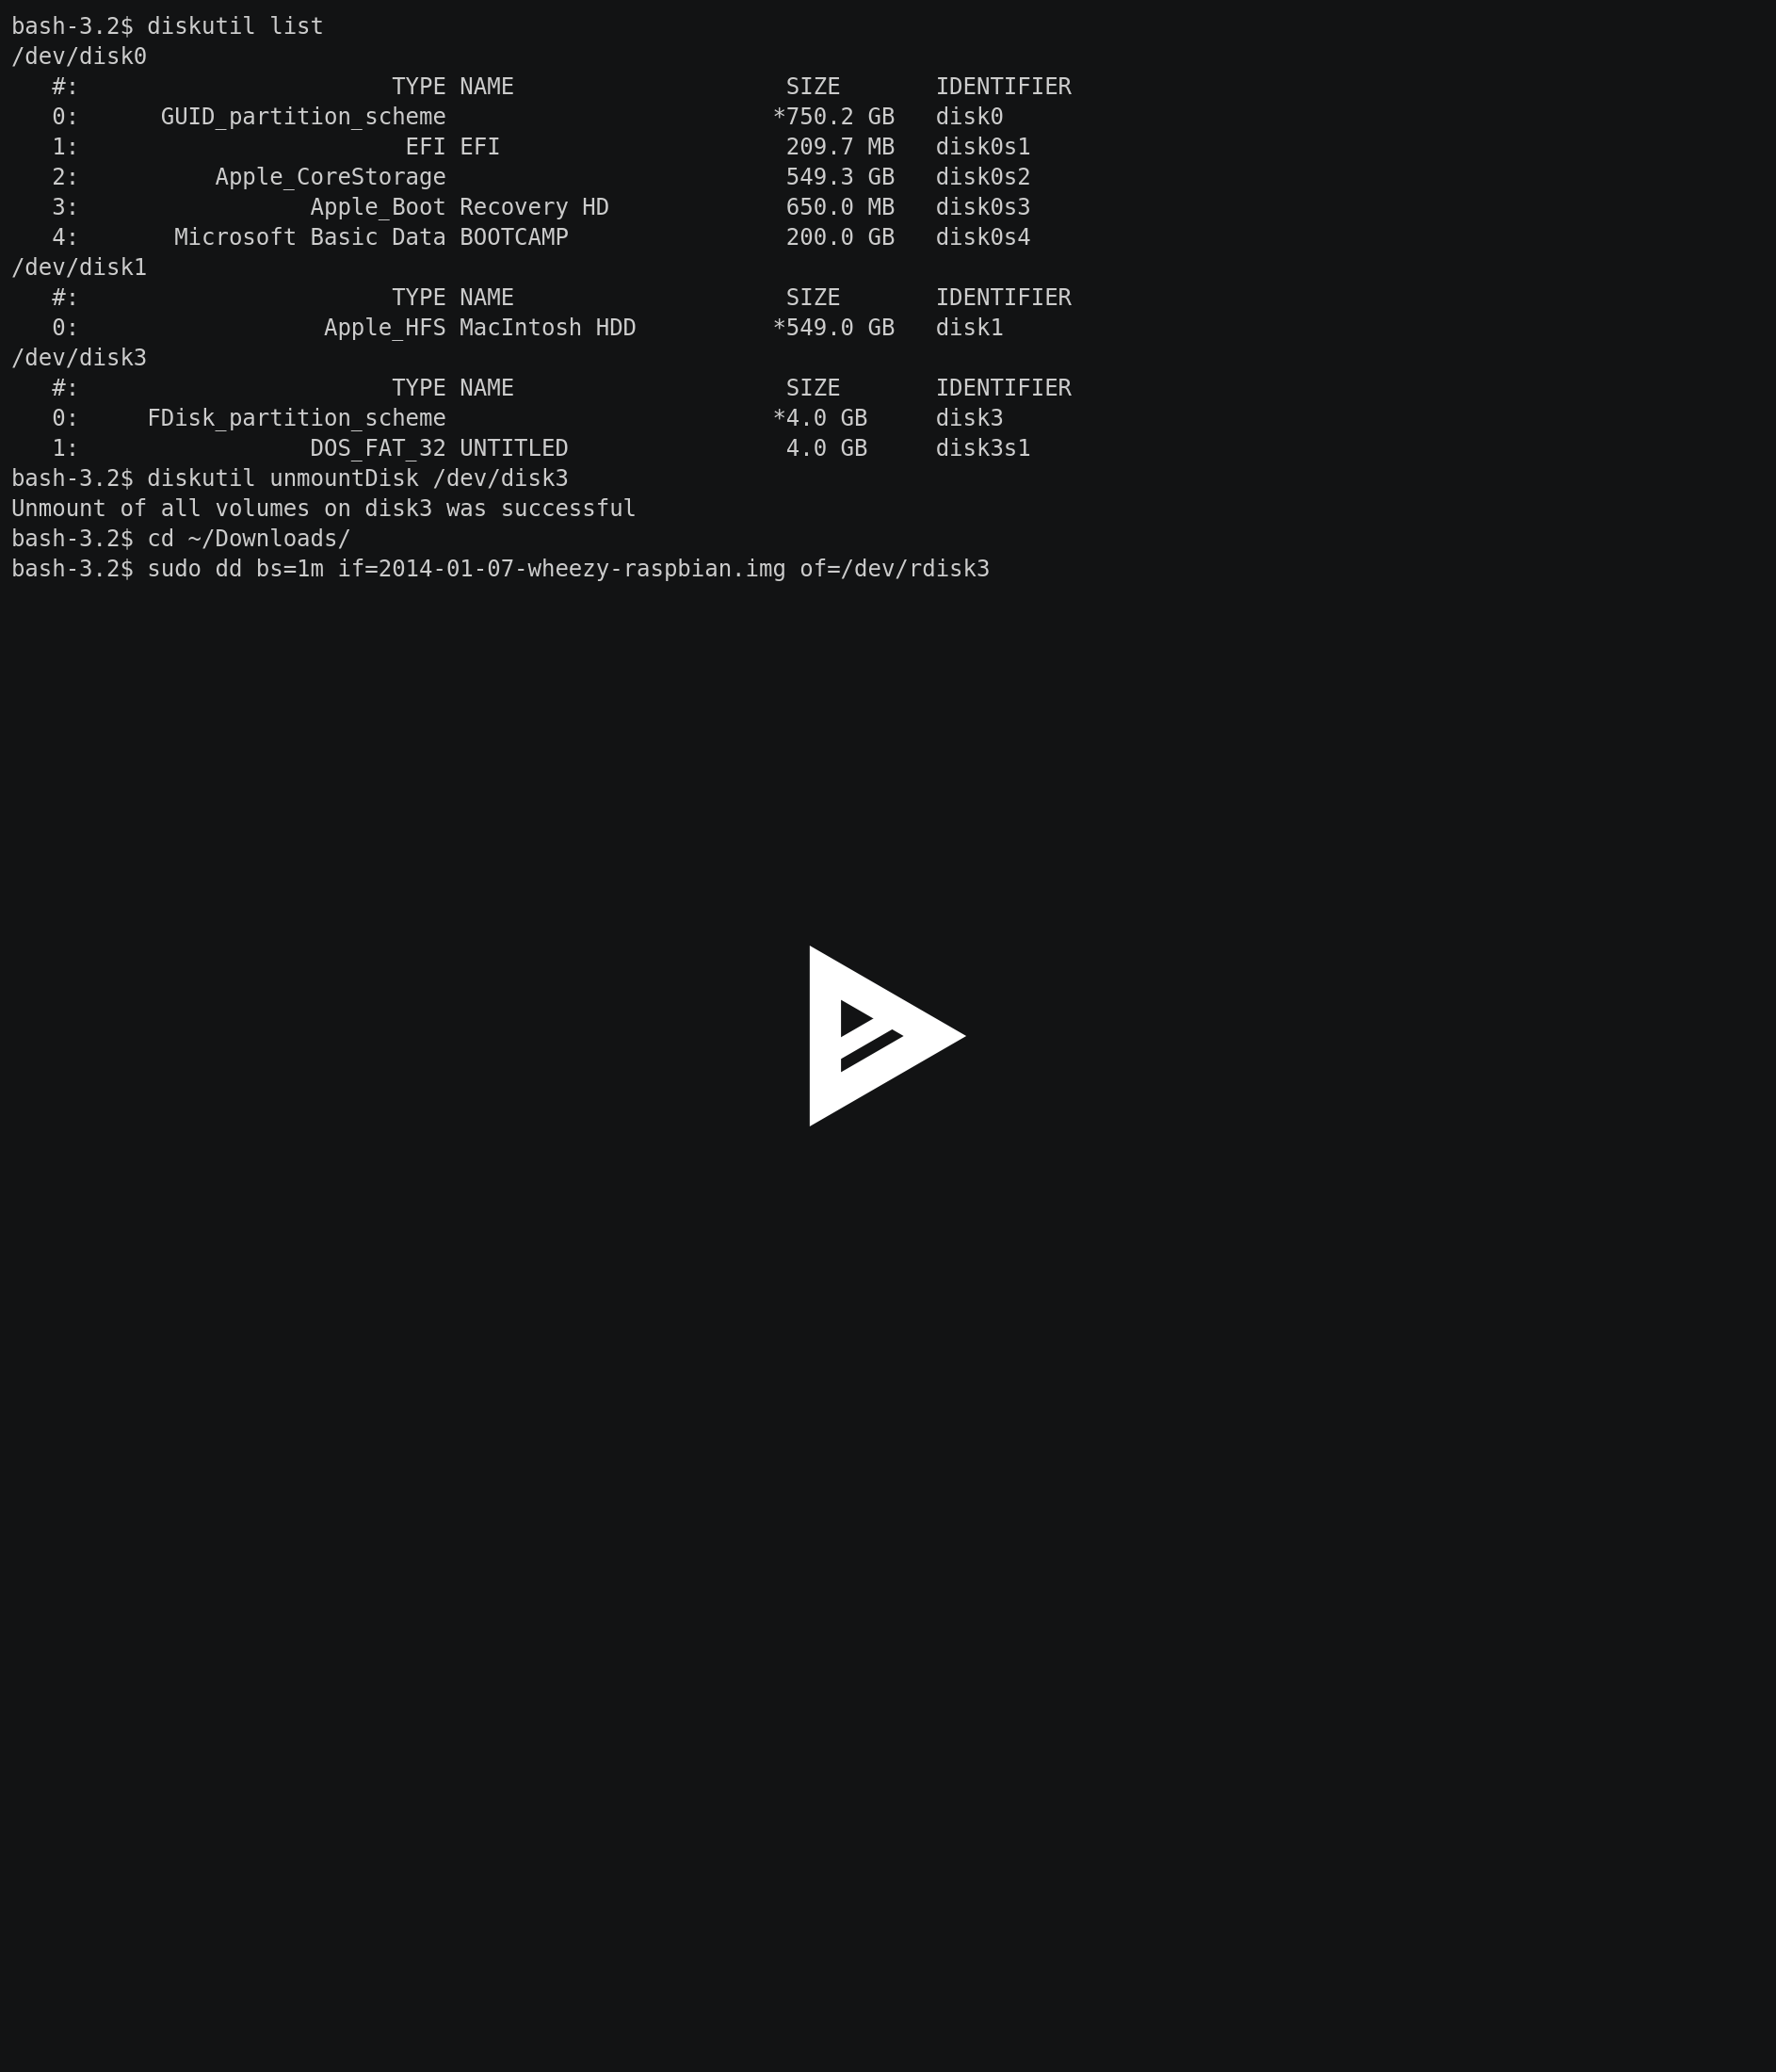 bash-3.2$ diskutil list
/dev/disk0
   #:                       TYPE NAME                    SIZE       IDENTIFIER
   0:      GUID_partition_scheme                        *750.2 GB   disk0
   1:                        EFI EFI                     209.7 MB   disk0s1
   2:          Apple_CoreStorage                         549.3 GB   disk0s2
   3:                 Apple_Boot Recovery HD             650.0 MB   disk0s3
   4:       Microsoft Basic Data BOOTCAMP                200.0 GB   disk0s4
/dev/disk1
   #:                       TYPE NAME                    SIZE       IDENTIFIER
   0:                  Apple_HFS MacIntosh HDD          *549.0 GB   disk1
/dev/disk3
   #:                       TYPE NAME                    SIZE       IDENTIFIER
   0:     FDisk_partition_scheme                        *4.0 GB     disk3
   1:                 DOS_FAT_32 UNTITLED                4.0 GB     disk3s1
bash-3.2$ diskutil unmountDisk /dev/disk3
Unmount of all volumes on disk3 was successful
bash-3.2$ cd ~/Downloads/
bash-3.2$ sudo dd bs=1m if=2014-01-07-wheezy-raspbian.img of=/dev/rdisk3